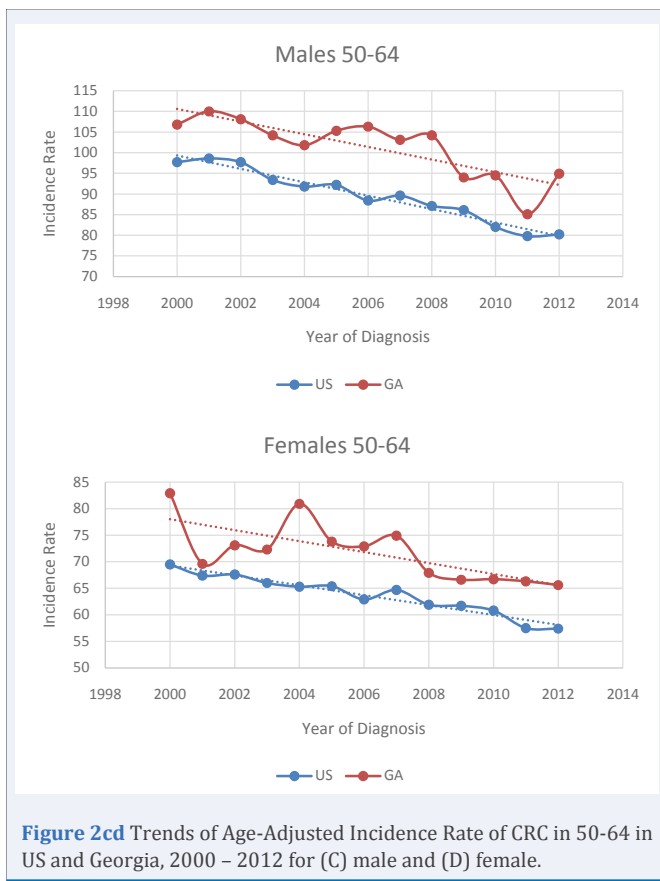 Males 50-64
115
110
105
100
95
90
85
80
75
70
Incidence Rate
1998 2000 2002 2004 2006 2008 2010 2012 2014
Year of Diagnosis
US GA
Females 50-64
85
80
75
70
65
60
55
50
Incidence Rate
1998 2000 2002 2004 2006 2008 2010 2012 2014
Year of Diagnosis
US GA
Figure 2cd Trends of Age-Adjusted Incidence Rate of CRC in 50-64 in
US and Georgia, 2000 – 2012 for (C) male and (D) female.